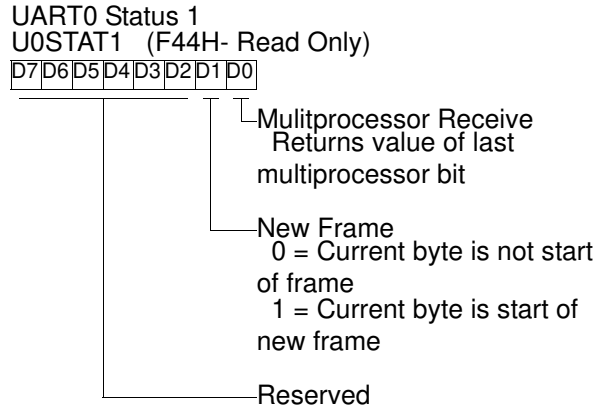 UART0 Status 1
U0STAT1 (F44H- Read Only)
D7 D6 D5 D4 D3 D2 D1 D0
Mulitprocessor Receive
Returns value of last
multiprocessor bit
New Frame
0 = Current byte is not start
of frame
1 = Current byte is start of
new frame
Reserved